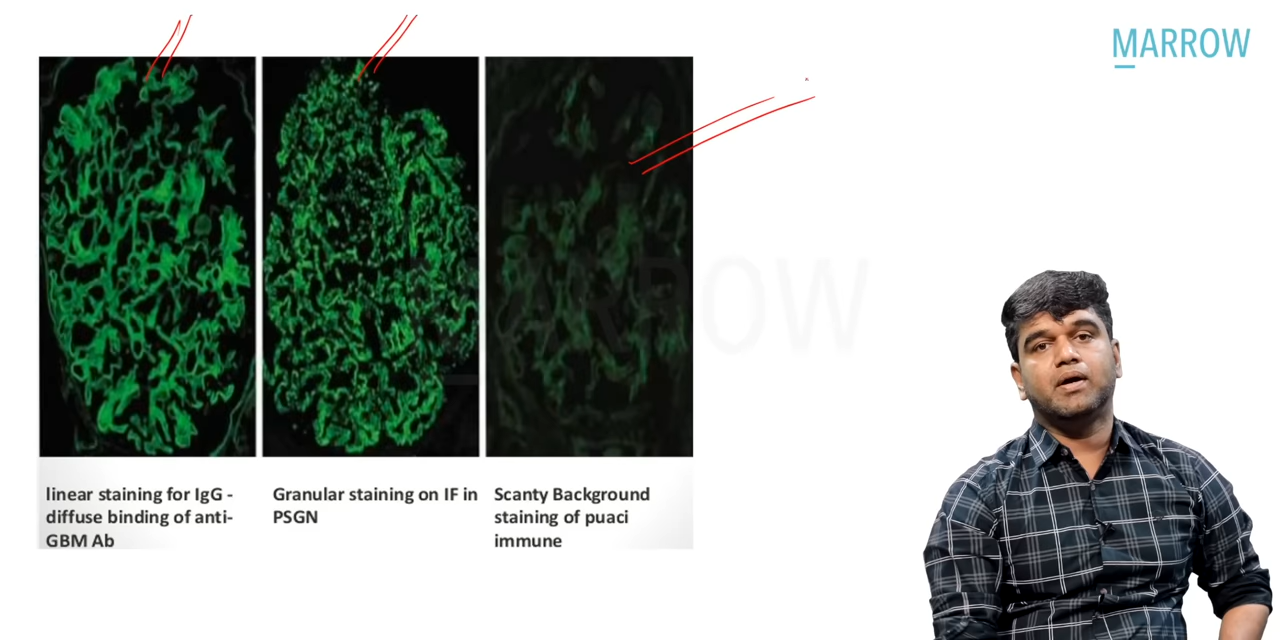 MARROW
MARROW
linear staining for IgG -
diffuse binding of anti-
GBM Ab
Granular staining on IF in
PSGN
Scanty Background
staining of puaci
immune